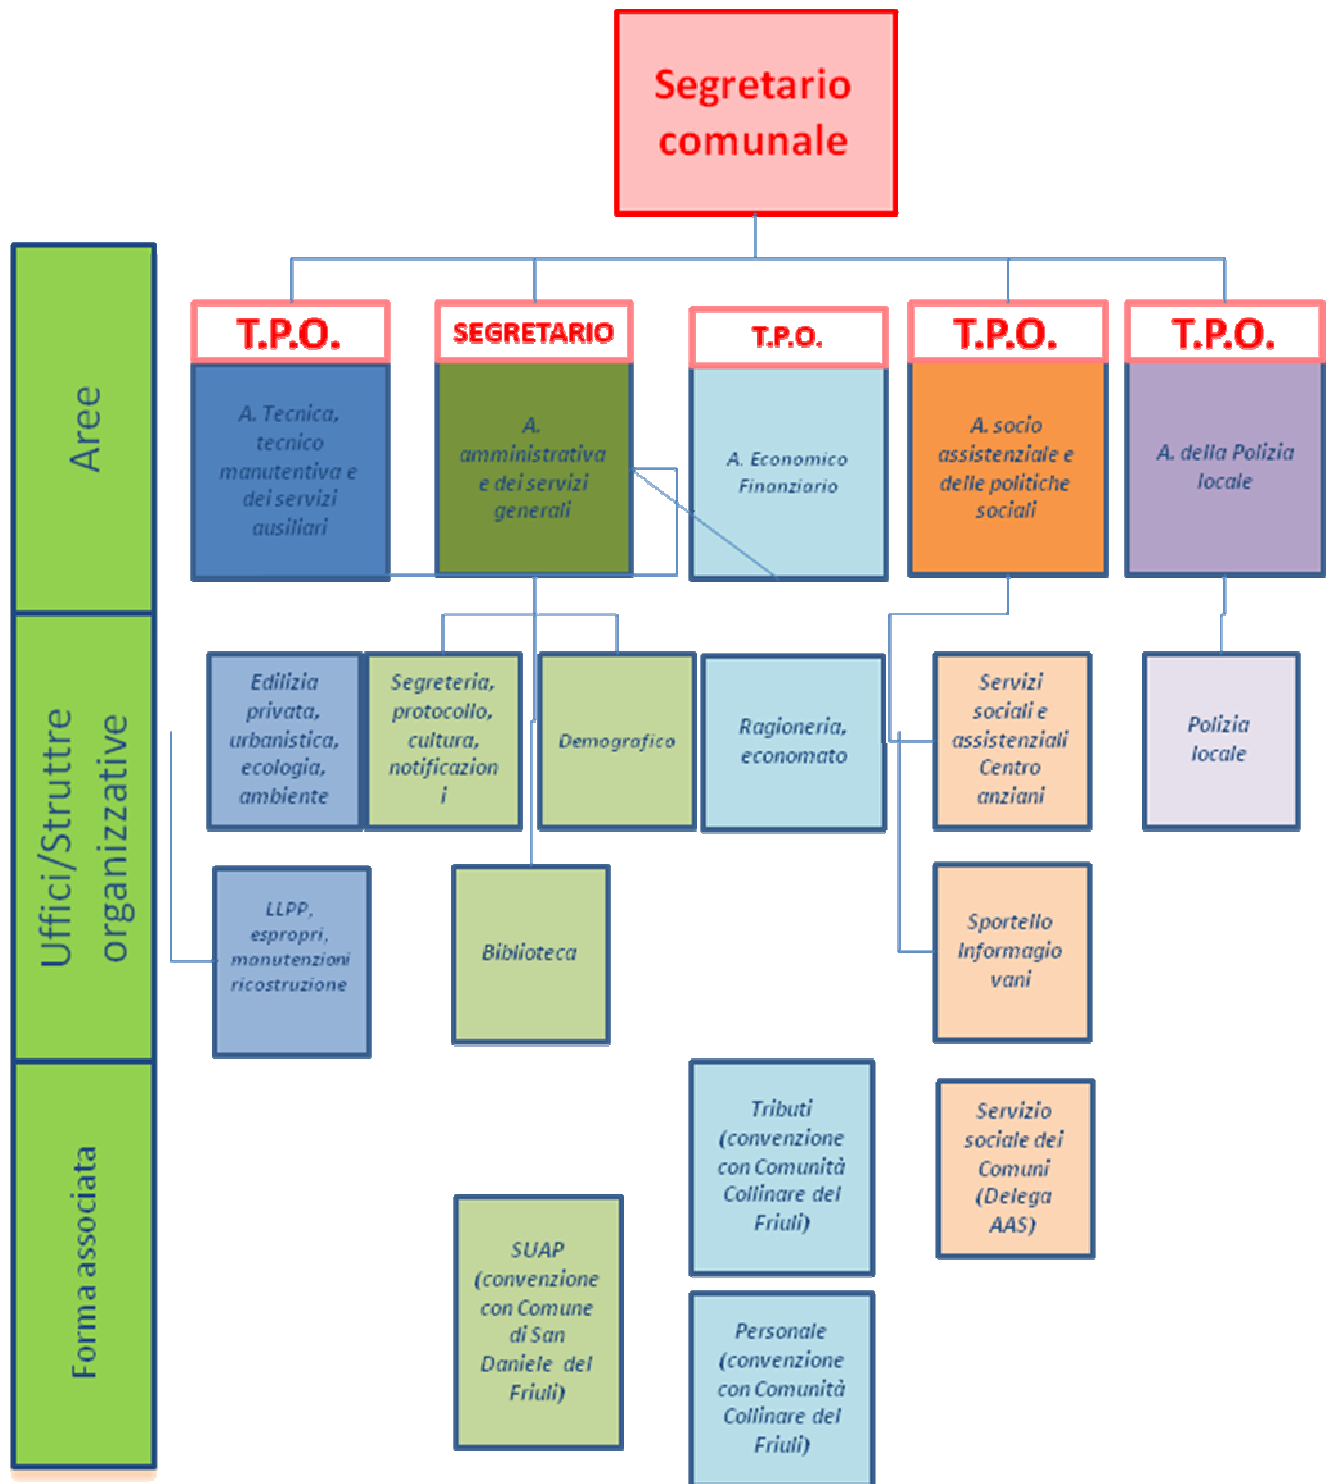 Segretario
comunale
Aree
T.P.O.
A. Tecnica,
tecnico
manutentiva e
dei servizi
ausiliari
SEGRETARIO
A.
amministrativa
e dei servizi
generali
T.P.O.
A. Economico
Finanziario
T.P.O.
A. socio
assistenziale e
delle politiche
sociali
T.P.O.
A. della Polizia
locale
Uffici/Struttre
organizzative
Edilizia
privata,
urbanistica,
ecologia,
ambiente
Segreteria,
protocollo,
cultura,
notificazion
i
Demografico
Ragioneria,
economato
Servizi
sociali e
assistenziali
Centro
anziani
Polizia
locale
LLPP,
espropri,
manutenzioni
ricostruzione
Biblioteca
Sportello
Informagio
vani
Forma associata
SUAP
(convenzione
con Comune
di San
Daniele del
Friuli)
Tributi
(convenzione
con Comunità
Collinare del
Friuli)
Servizio
sociale dei
Comuni
(Delega
AAS)
Personale
(convenzione
con Comunità
Collinare del
Friuli)